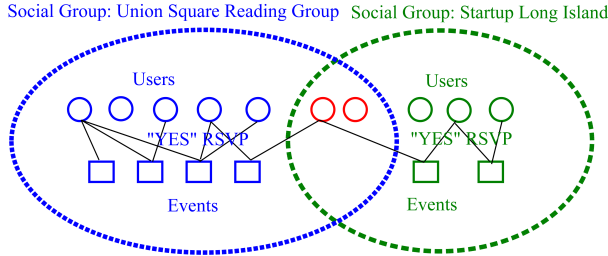 Social Group: Union Square Reading Group
Social Group: Startup Long Island
Users
Users
"YES" RSVP
"YES" RSVP
Events
Events